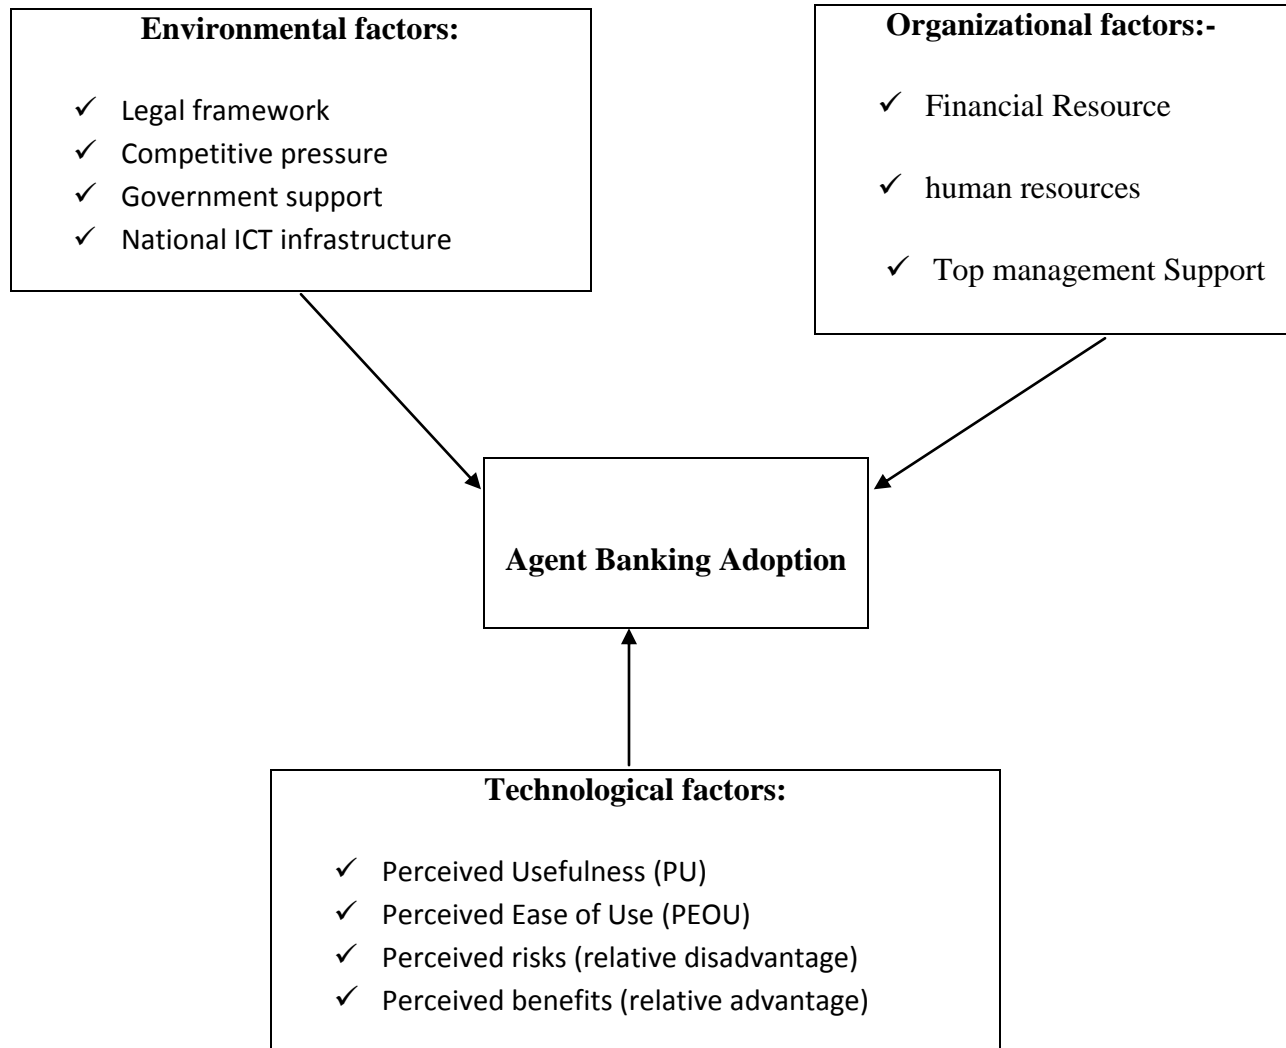 Environmental factors:
✓ Legal framework
✓ Competitive pressure
✓ Government support
✓ National ICT infrastructure
Organizational factors:-
✓ Financial Resource
✓ human resources
✓ Top management Support
Agent Banking Adoption
Technological factors:
✓ Perceived Usefulness (PU)
✓ Perceived Ease of Use (PEOU)
✓ Perceived risks (relative disadvantage)
✓ Perceived benefits (relative advantage)